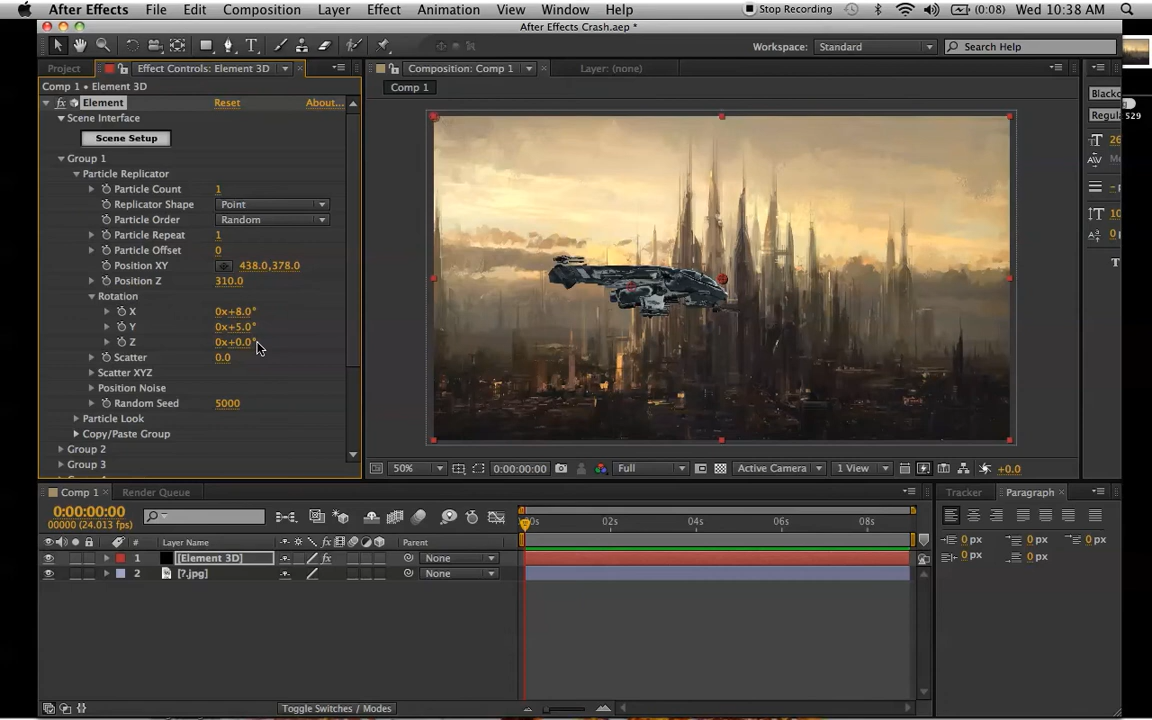 After Effects File Edit Composition Layer Effect Animation View Window Help Stop Recording (0:08) Wed 10:38 AM
After Effects Crash.aep *
Workspace: Standard Search Help
Project Effect Controls: Element 3D Composition: Comp 1 Layer: (none)
Comp 1 • Element 3D
Comp 1
fx Element Reset About...
Scene Interface
Scene Setup
Group 1
Particle Replicator
Particle Count 1
Replicator Shape Point
Particle Order Random
Particle Repeat 1
Particle Offset 0
Position XY 438.0,378.0
Position Z 310.0
Rotation
X 0x+8.0°
Y 0x+5.0°
Z 0x+0.0°
Scatter 0.0
Scatter XYZ
Position Noise
Random Seed 5000
Particle Look
Copy/Paste Group
Group 2
Group 3
50% 0:00:00:00 Full Active Camera 1 View +0.0
529
T
Comp 1 Render Queue
0:00:00:00
00000 (24.013 fps)
02s 04s 06s 08s
# Layer Name Parent
1 [Element 3D] fx None
2 [?.jpg] None
Toggle Switches / Modes
Tracker Paragraph
0 px 0 px
0 px 0 px